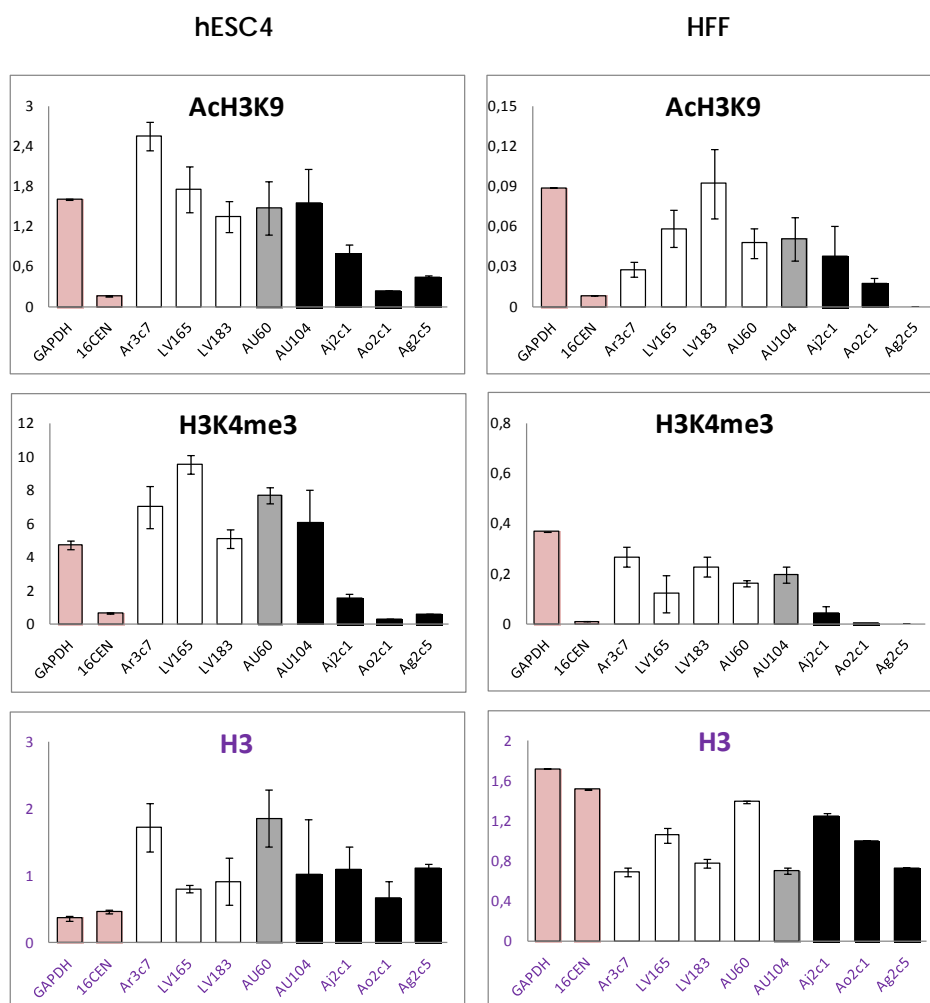 hESC4
HFF
AcH3K9
3
2,4
1,8
1,2
0,6
0
GAPDH
16CEN
Ar3c7
LV165
LV183
AU60
AU104
Aj2c1
Ao2c1
Ag2c5
AcH3K9
0,15
0,12
0,09
0,06
0,03
0
GAPDH
16CEN
Ar3c7
LV165
LV183
AU60
AU104
Aj2c1
Ao2c1
Ag2c5
H3K4me3
12
10
8
6
4
2
0
GAPDH
16CEN
Ar3c7
LV165
LV183
AU60
AU104
Aj2c1
Ao2c1
Ag2c5
H3K4me3
0,8
0,6
0,4
0,2
0
GAPDH
16CEN
Ar3c7
LV165
LV183
AU60
AU104
Aj2c1
Ao2c1
Ag2c5
H3
3
2
1
0
GAPDH
16CEN
Ar3c7
LV165
LV183
AU60
AU104
Aj2c1
Ao2c1
Ag2c5
H3
2
1,6
1,2
0,8
0,4
0
GAPDH
16CEN
Ar3c7
LV165
LV183
AU60
AU104
Aj2c1
Ao2c1
Ag2c5